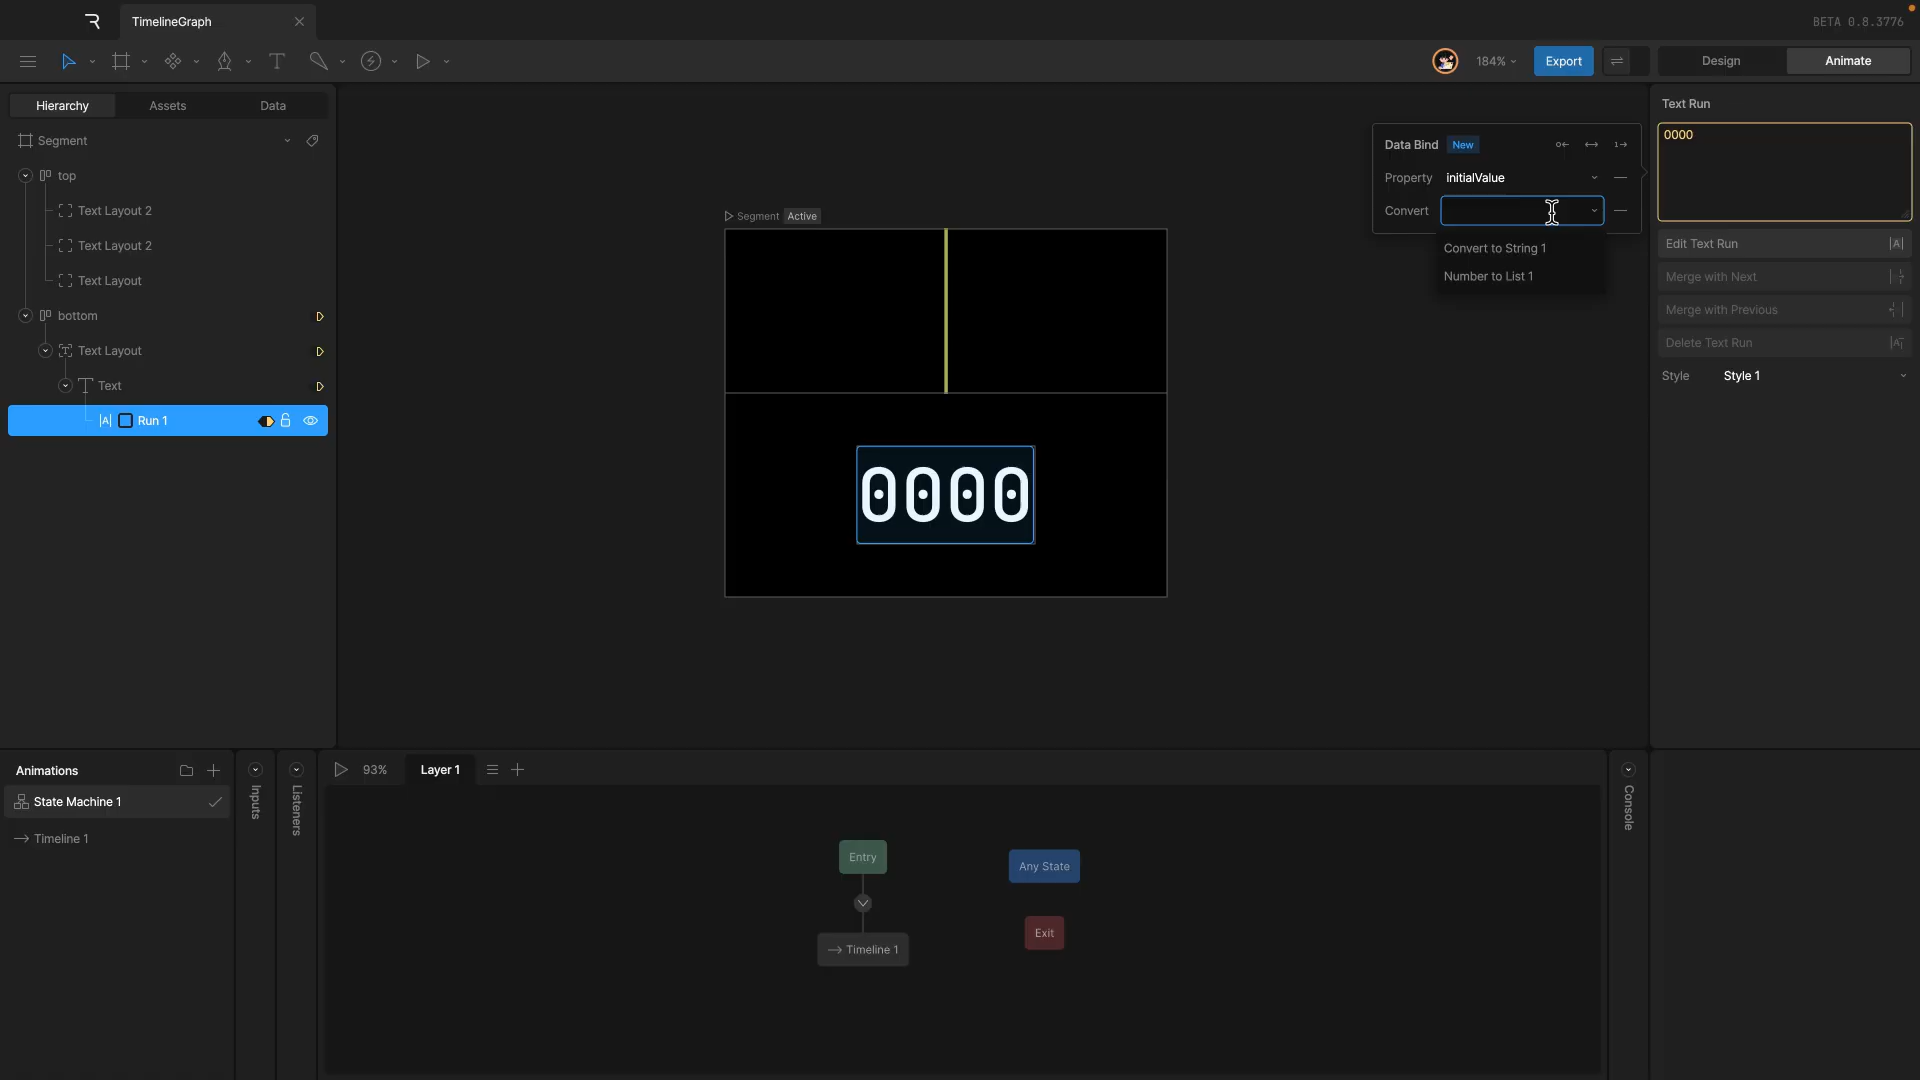 TimelineGraph
BETA 0.8.3776
184%
Export
Design
Animate
Hierarchy
Assets
Data
Segment
top
Text Layout 2
Text Layout 2
Text Layout
bottom
Text Layout
Text
Run 1
Segment
Active
0000
Data Bind
New
Property
initialValue
Convert
Convert to String 1
Number to List 1
Text Run
0000
Edit Text Run
Merge with Next
Merge with Previous
Delete Text Run
Style
Style 1
Animations
State Machine 1
Timeline 1
Inputs
Listeners
93%
Layer 1
Entry
Timeline 1
Any State
Exit
Console